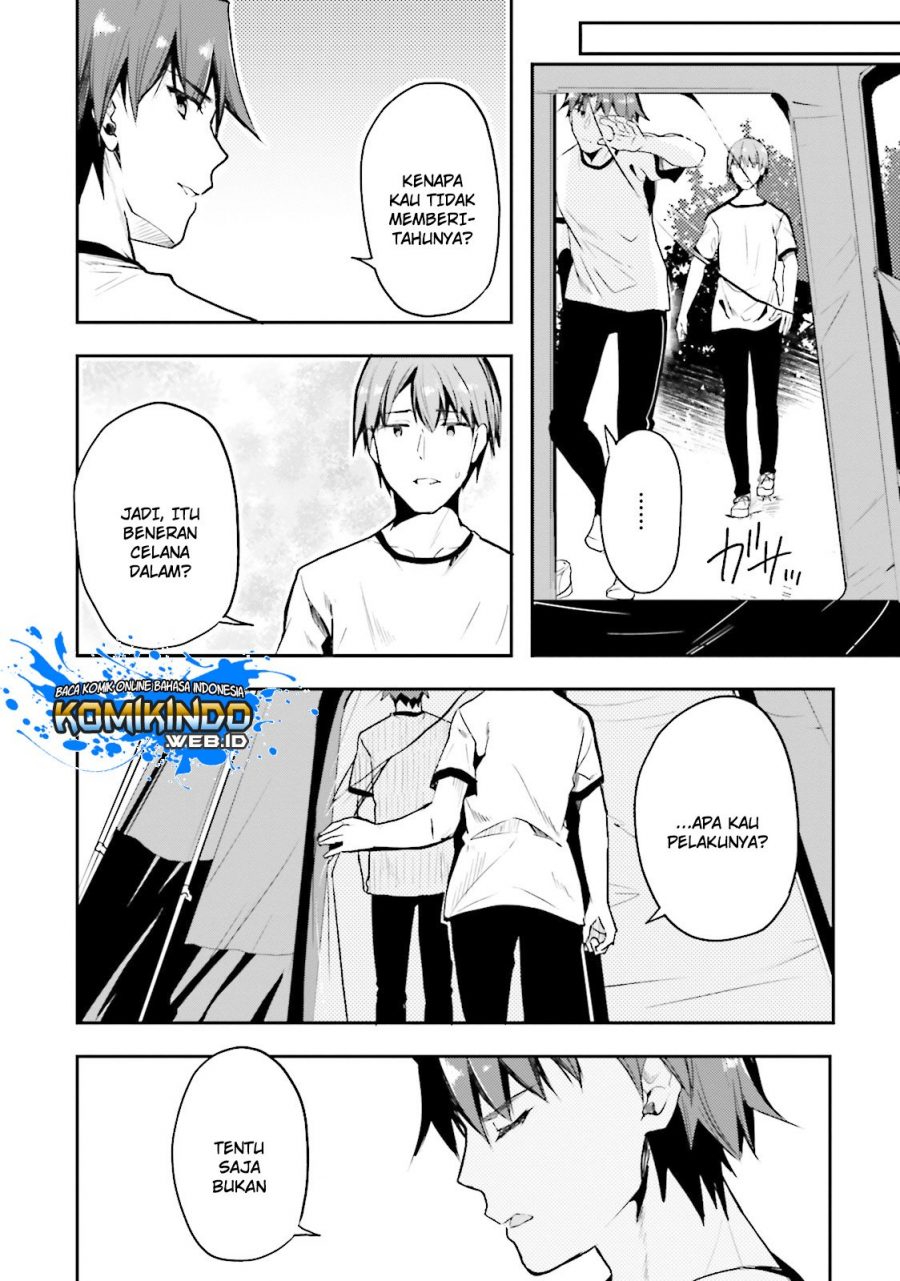 ......
ガサッ
KENAPA
KAU TIDAK
MEMBERI-
TAHUNYA?
JADI, ITU
BENERAN
CELANA
DALAM?
BACA KOMIK ONLINE BAHASA INDONESIA
KOMIKINDO
WEB.ID
...APA KAU
PELAKUNYA?
TENTU
SAJA
BUKAN